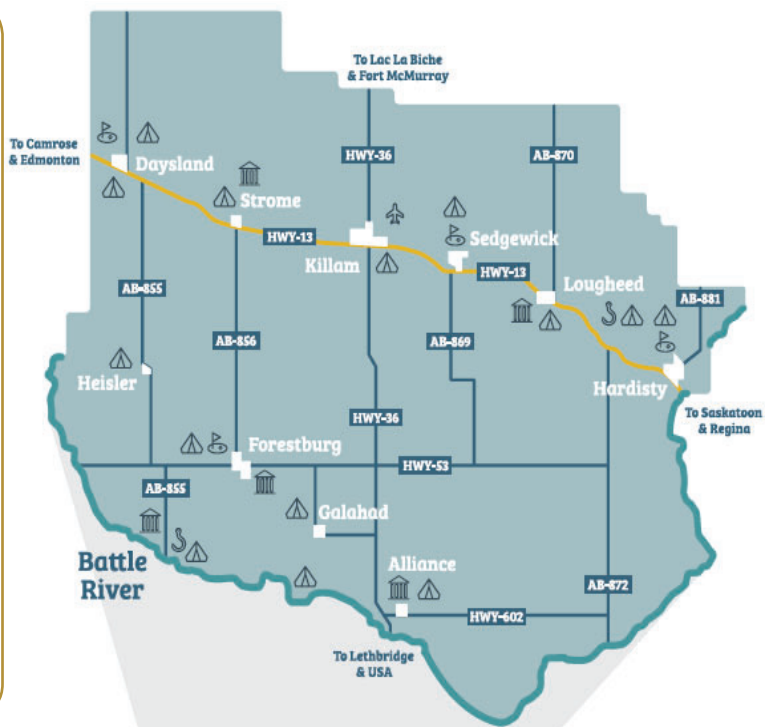 To Lac La Biche
& Fort McMurray
To Camrose
& Edmonton
Daysland
HWY-36
AB-870
Strome
HWY-13
Killam
Sedgewick
HWY-13
Lougheed
AB-855
AB-881
AB-856
AB-869
Heisler
Hardisty
To Saskatoon
& Regina
HWY-36
Forestburg
HWY-53
AB-855
Galahad
Battle
River
Alliance
AB-872
HWY-602
To Lethbridge
& USA